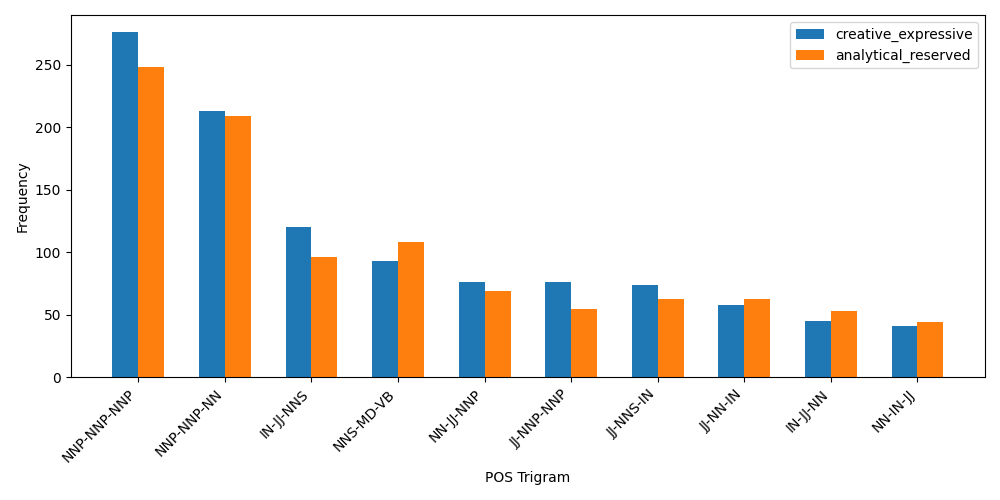 creative_expressive
analytical_reserved
Frequency
250
200
150
100
50
0
NNP-NNP-NNP
NNP-NNP-NN
IN-JJ-NNS
NNS-MD-VB
NN-JJ-NNP
JJ-NNP-NNP
JJ-NNS-IN
JJ-NN-IN
IN-JJ-NN
NN-IN-JJ
POS Trigram